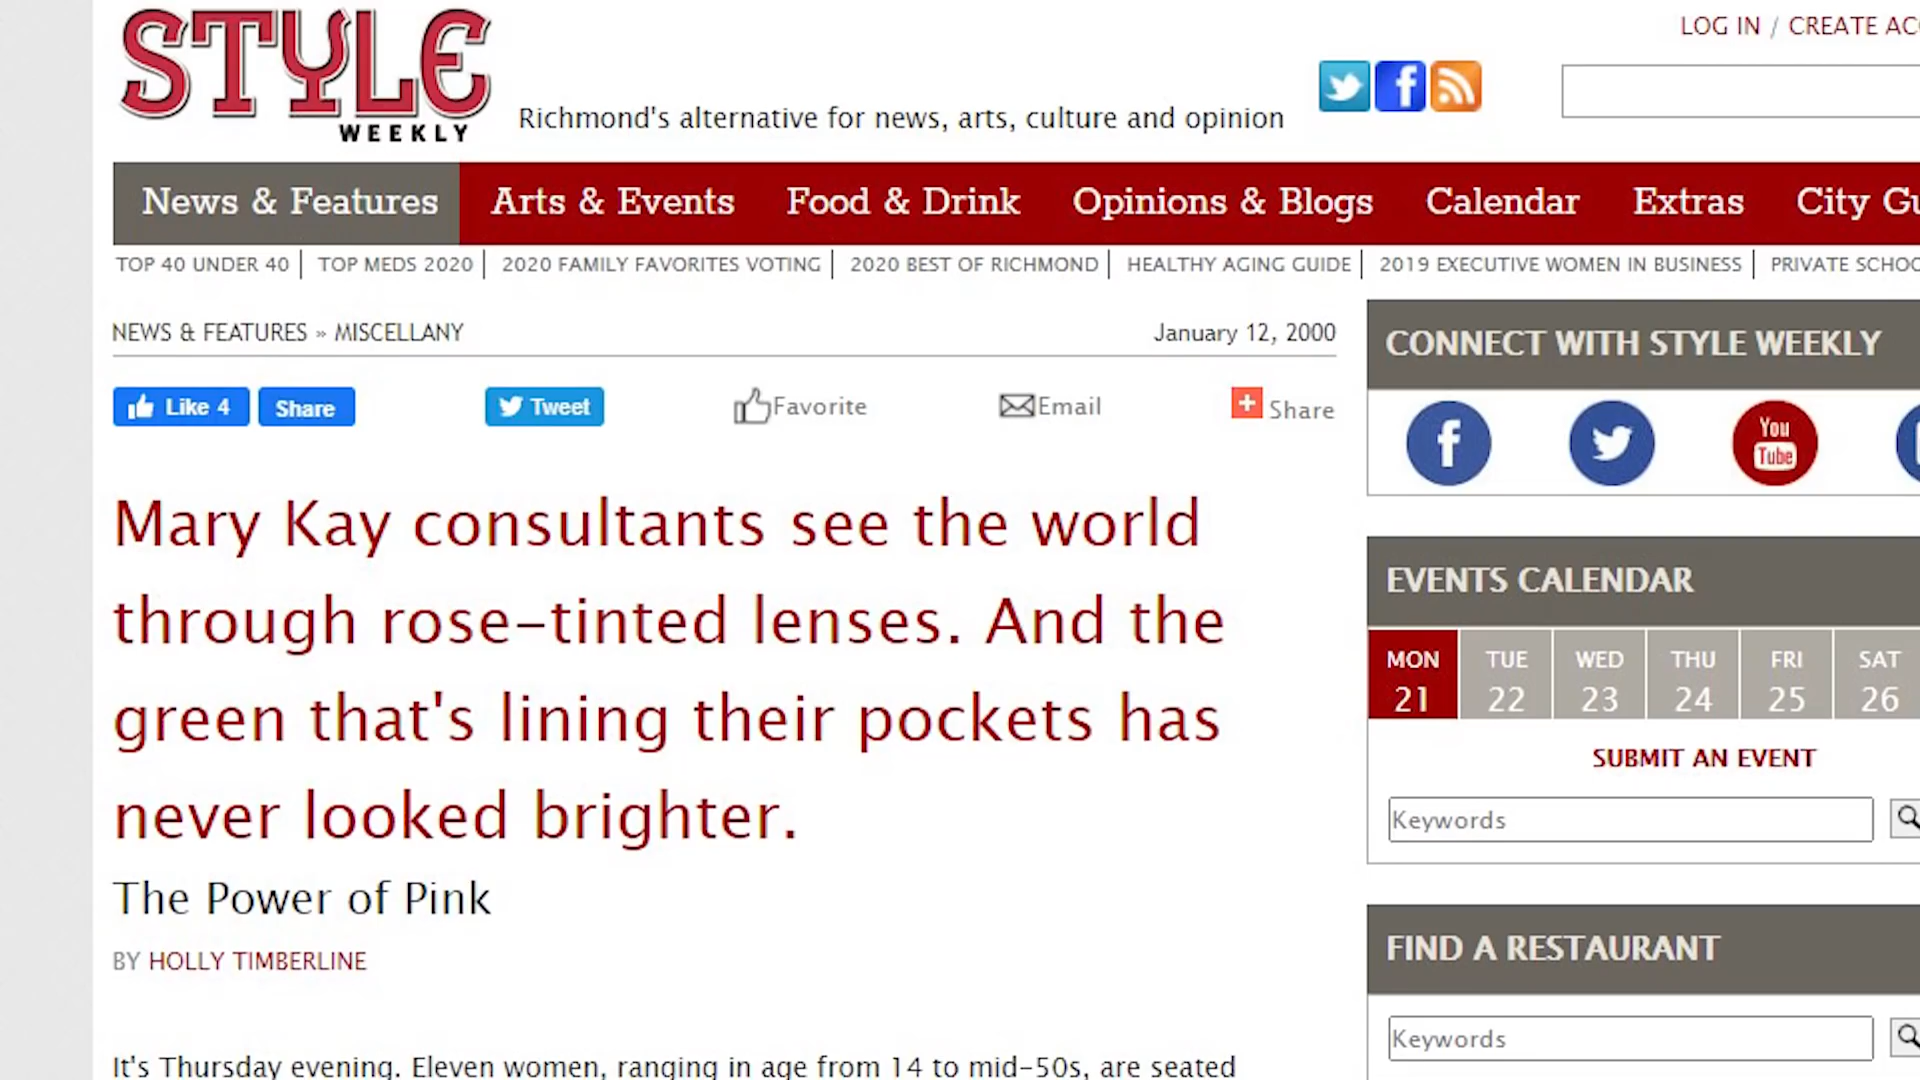 STYLE
WEEKLY
Richmond's alternative for news, arts, culture and opinion
LOG IN / CREATE AC
News & Features Arts & Events Food & Drink Opinions & Blogs Calendar Extras City Gu
TOP 40 UNDER 40 | TOP MEDS 2020 | 2020 FAMILY FAVORITES VOTING | 2020 BEST OF RICHMOND | HEALTHY AGING GUIDE | 2019 EXECUTIVE WOMEN IN BUSINESS | PRIVATE SCHOO
NEWS & FEATURES » MISCELLANY January 12, 2000
Like 4 Share Tweet Favorite Email Share
Mary Kay consultants see the world
through rose-tinted lenses. And the
green that's lining their pockets has
never looked brighter.
The Power of Pink
BY HOLLY TIMBERLINE
It's Thursday evening. Eleven women, ranging in age from 14 to mid-50s, are seated
CONNECT WITH STYLE WEEKLY
You
Tube
EVENTS CALENDAR
MON TUE WED THU FRI SAT
21 22 23 24 25 26
SUBMIT AN EVENT
Keywords
FIND A RESTAURANT
Keywords